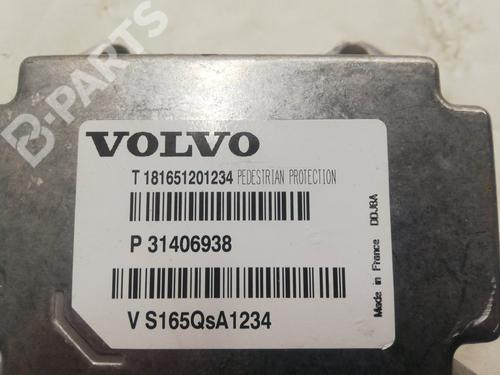 B-PARTS
VOLVO
T 181651201234 PEDESTRIAN PROTECTION
P 31406938
V S165QsA1234
Made in France DDJBA